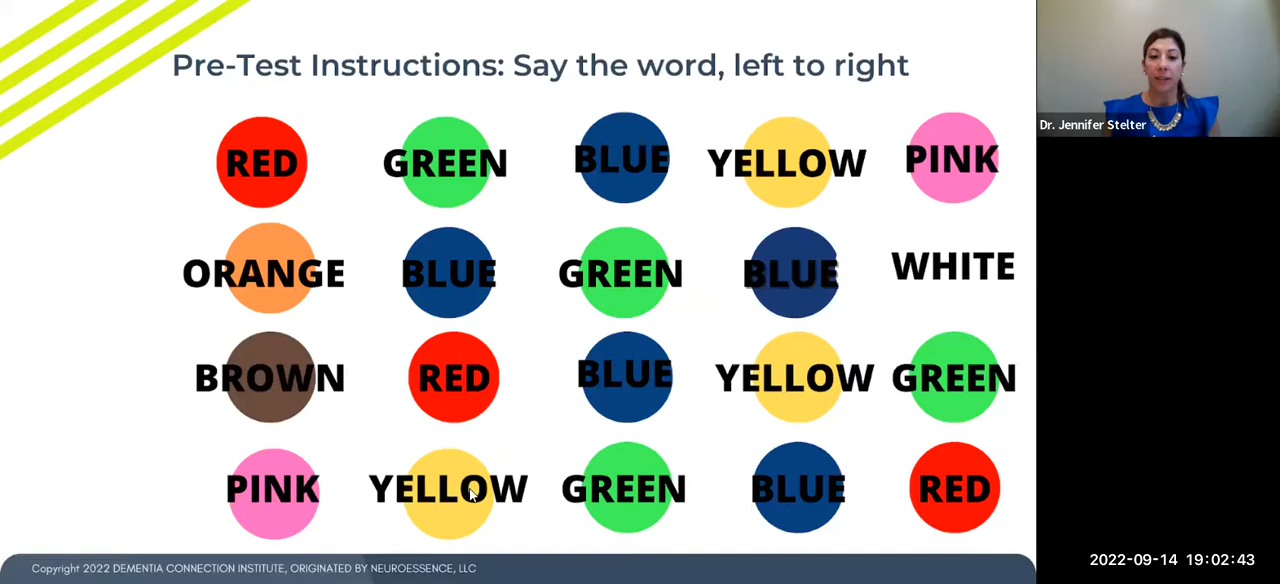 Pre-Test Instructions: Say the word, left to right
RED GREEN BLUE YELLOW PINK
ORANGE BLUE GREEN BLUE WHITE
BROWN RED BLUE YELLOW GREEN
PINK YELLOW GREEN BLUE RED
Copyright 2022 DEMENTIA CONNECTION INSTITUTE, ORIGINATED BY NEUROESSENCE, LLC
Dr. Jennifer Stelter
2022-09-14 19:02:43